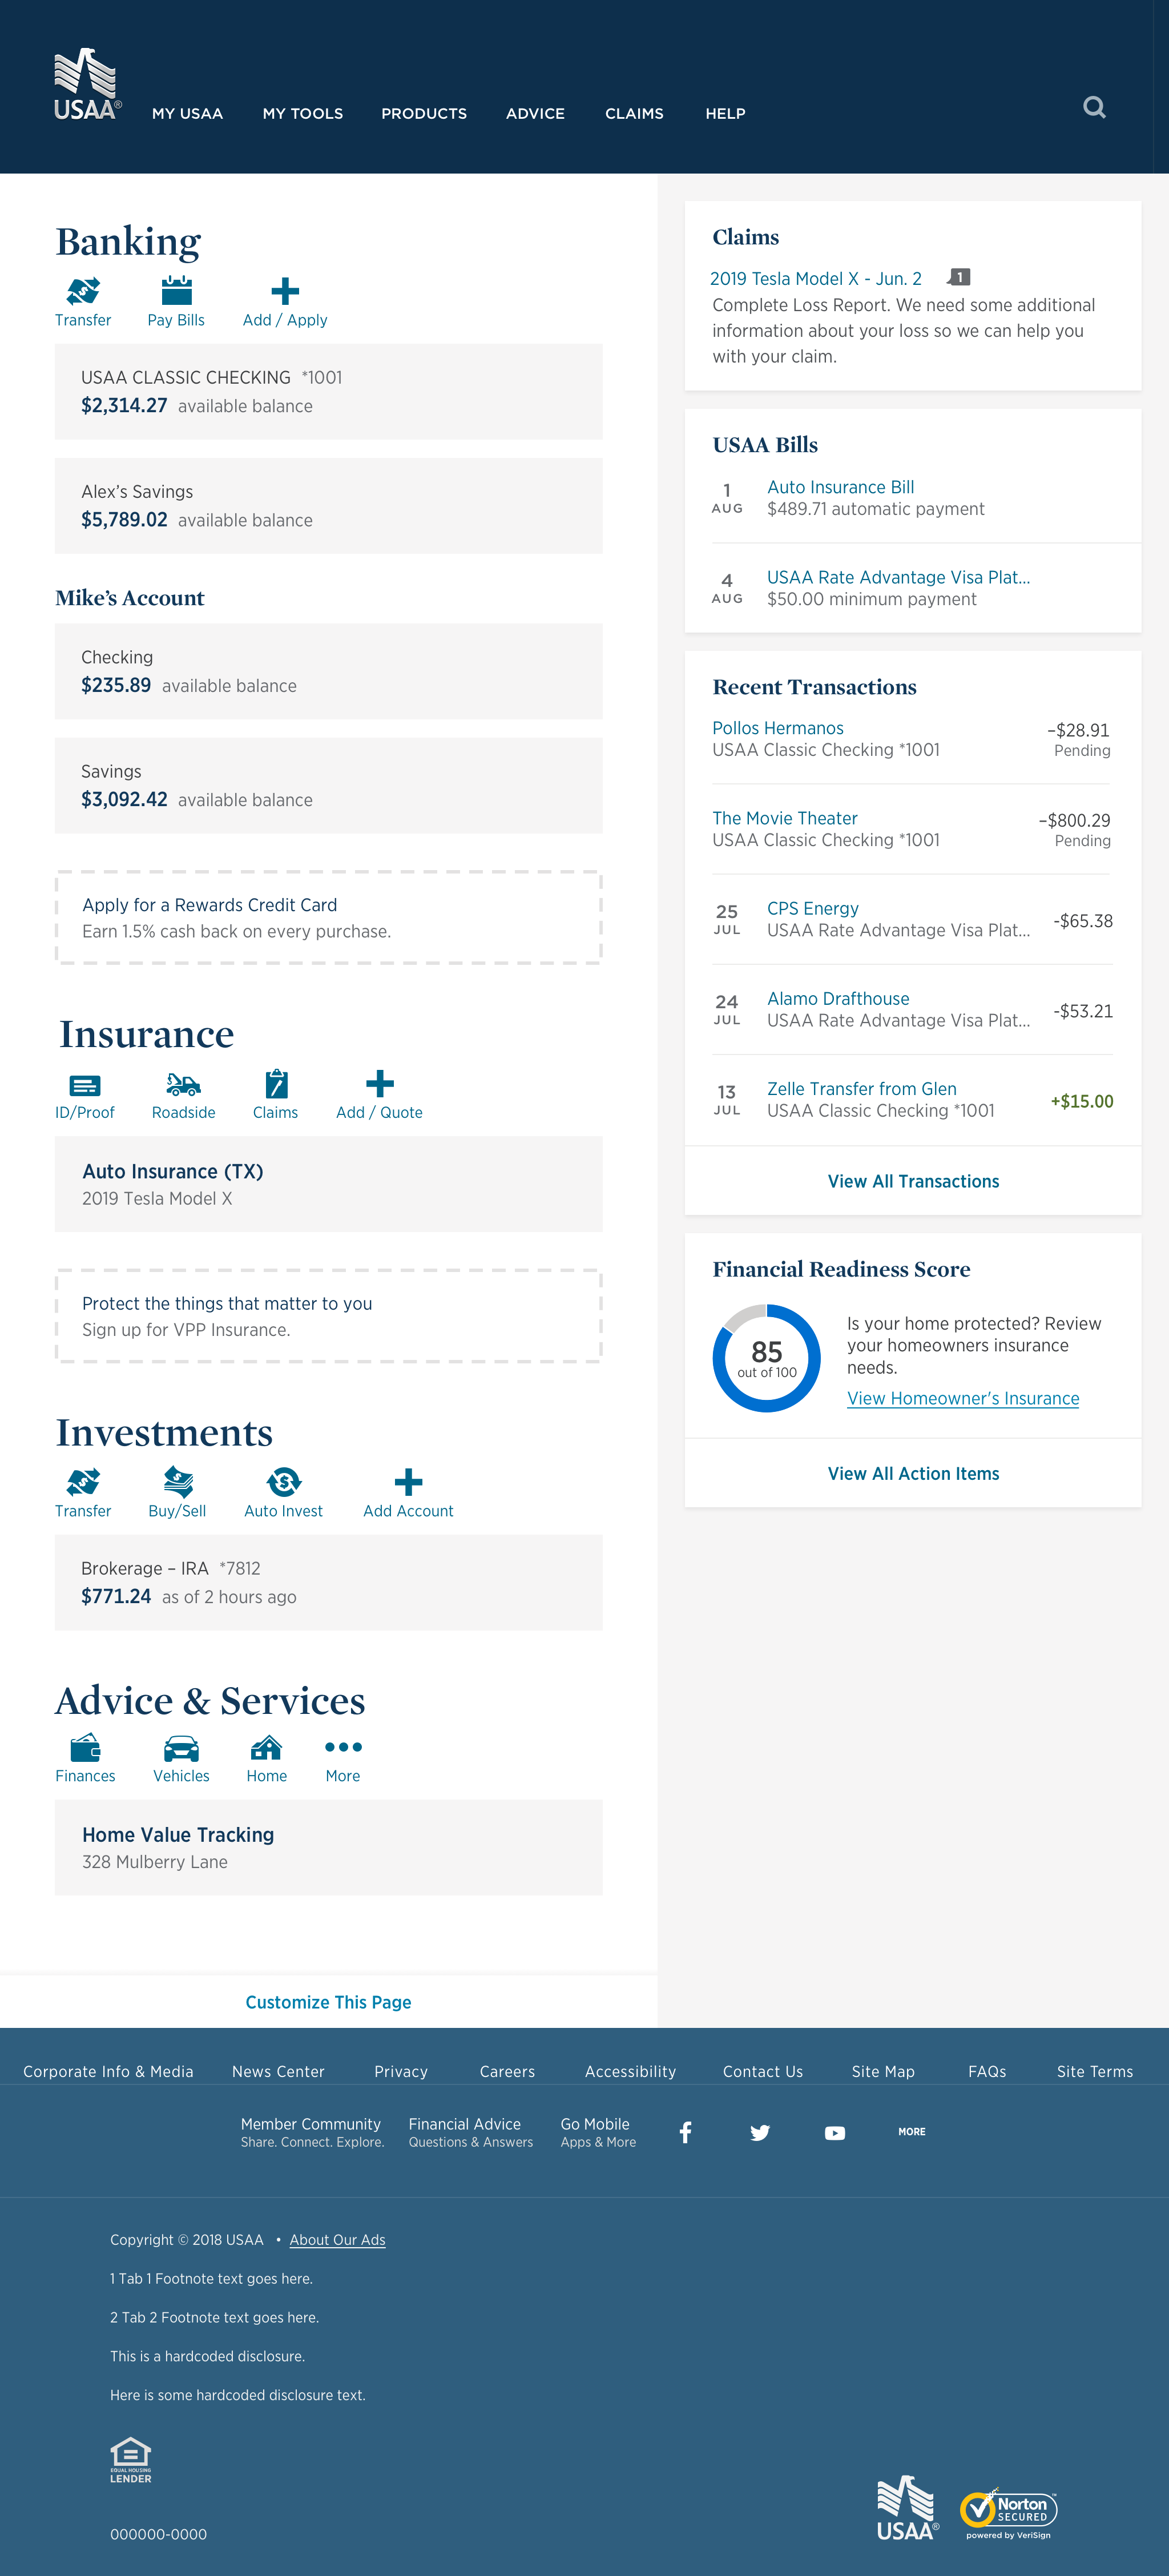 USAA®
MY USAA MY TOOLS PRODUCTS ADVICE CLAIMS HELP
Banking
Transfer Pay Bills Add / Apply
USAA CLASSIC CHECKING *1001
$2,314.27 available balance
Alex’s Savings
$5,789.02 available balance
Mike’s Account
Checking
$235.89 available balance
Savings
$3,092.42 available balance
Apply for a Rewards Credit Card
Earn 1.5% cash back on every purchase.
Insurance
ID/Proof Roadside Claims Add / Quote
Auto Insurance (TX)
2019 Tesla Model X
Protect the things that matter to you
Sign up for VPP Insurance.
Investments
Transfer Buy/Sell Auto Invest Add Account
Brokerage – IRA *7812
$771.24 as of 2 hours ago
Advice & Services
Finances Vehicles Home More
Home Value Tracking
328 Mulberry Lane
Customize This Page
Claims
2019 Tesla Model X - Jun. 2 1
Complete Loss Report. We need some additional
information about your loss so we can help you
with your claim.
USAA Bills
1 AUG
Auto Insurance Bill
$489.71 automatic payment
4 AUG
USAA Rate Advantage Visa Plat...
$50.00 minimum payment
Recent Transactions
Pollos Hermanos –$28.91
USAA Classic Checking *1001 Pending
The Movie Theater –$800.29
USAA Classic Checking *1001 Pending
25 JUL
CPS Energy
USAA Rate Advantage Visa Plat... -$65.38
24 JUL
Alamo Drafthouse
USAA Rate Advantage Visa Plat... -$53.21
13 JUL
Zelle Transfer from Glen
USAA Classic Checking *1001 +$15.00
View All Transactions
Financial Readiness Score
85
out of 100
Is your home protected? Review
your homeowners insurance
needs.
View Homeowner's Insurance
View All Action Items
Corporate Info & Media News Center Privacy Careers Accessibility Contact Us Site Map FAQs Site Terms
Member Community Financial Advice Go Mobile
Share. Connect. Explore. Questions & Answers Apps & More MORE
Copyright © 2018 USAA • About Our Ads
1 Tab 1 Footnote text goes here.
2 Tab 2 Footnote text goes here.
This is a hardcoded disclosure.
Here is some hardcoded disclosure text.
EQUAL HOUSING
LENDER
000000-0000
USAA®
Norton™
SECURED
powered by VeriSign